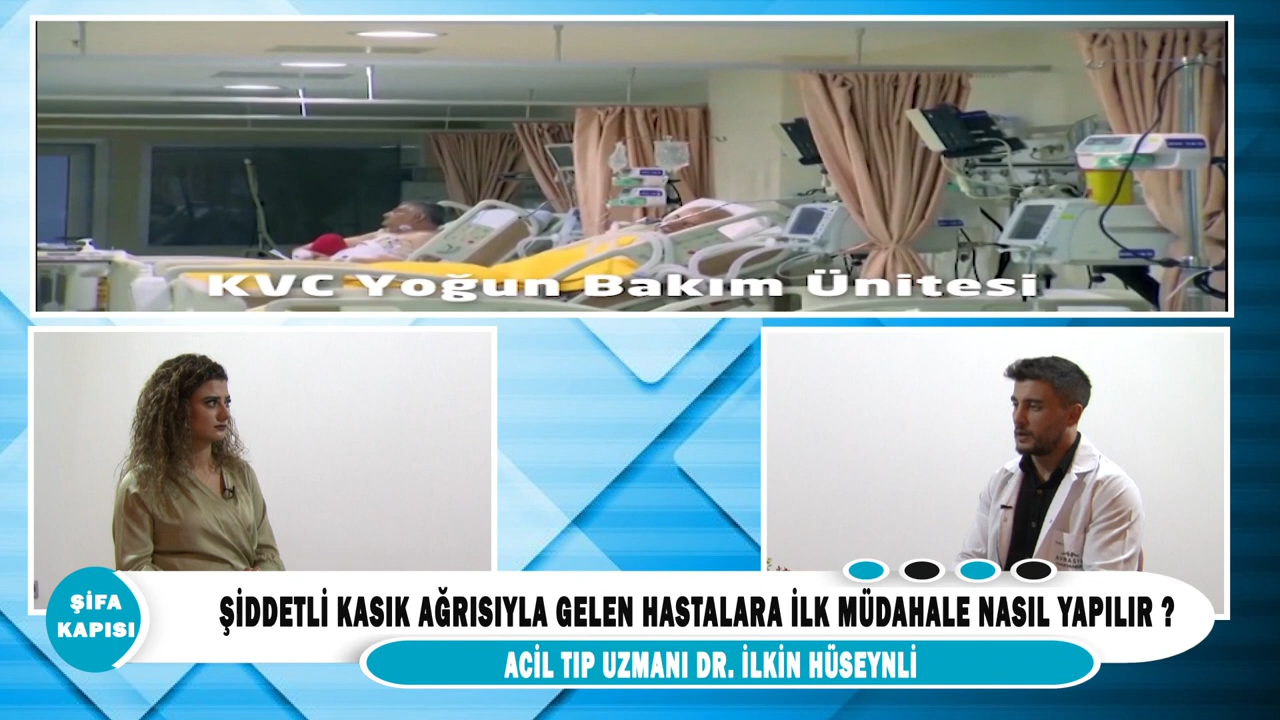 KVC Yoğun Bakım Ünitesi
ŞİFA
KAPISI
ŞİDDETLİ KASIK AĞRISIYLA GELEN HASTALARA İLK MÜDAHALE NASIL YAPILIR ?
ACİL TIP UZMANI DR. İLKİN HÜSEYNLİ